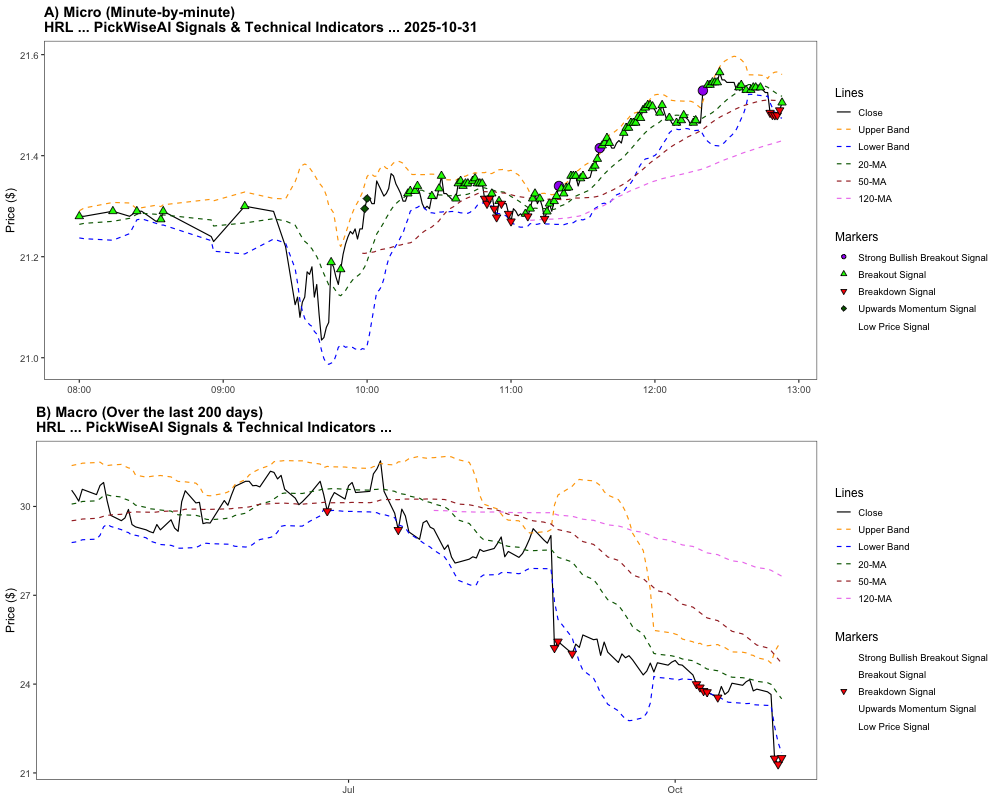 A) Micro (Minute-by-minute)
HRL ... PickWiseAI Signals & Technical Indicators ... 2025-10-31
Price ($)
21.6
21.4
21.2
21.0
08:00
09:00
10:00
11:00
12:00
13:00
Lines
Close
Upper Band
Lower Band
20-MA
50-MA
120-MA
Markers
Strong Bullish Breakout Signal
Breakout Signal
Breakdown Signal
Upwards Momentum Signal
Low Price Signal
B) Macro (Over the last 200 days)
HRL ... PickWiseAI Signals & Technical Indicators ...
Price ($)
30
27
24
21
Jul
Oct
Lines
Close
Upper Band
Lower Band
20-MA
50-MA
120-MA
Markers
Strong Bullish Breakout Signal
Breakout Signal
Breakdown Signal
Upwards Momentum Signal
Low Price Signal